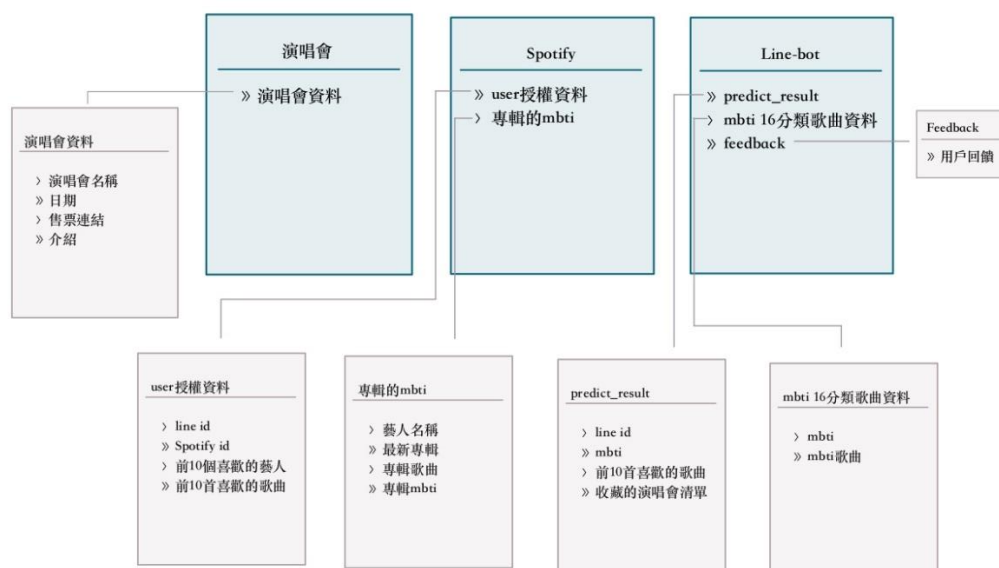 演唱會
» 演唱會資料
Spotify
» user授權資料
> 專輯的mbti
Line-bot
» predict_result
> mbti 16分類歌曲資料
» feedback
演唱會資料
> 演唱會名稱
» 日期
> 售票連結
» 介紹
Feedback
» 用戶回饋
user授權資料
> line id
» Spotify id
> 前10個喜歡的藝人
» 前10首喜歡的歌曲
專輯的mbti
> 藝人名稱
» 最新專輯
> 專輯歌曲
» 專輯mbti
predict_result
> line id
» mbti
> 前10首喜歡的歌曲
» 收藏的演唱會清單
mbti 16分類歌曲資料
> mbti
» mbti歌曲